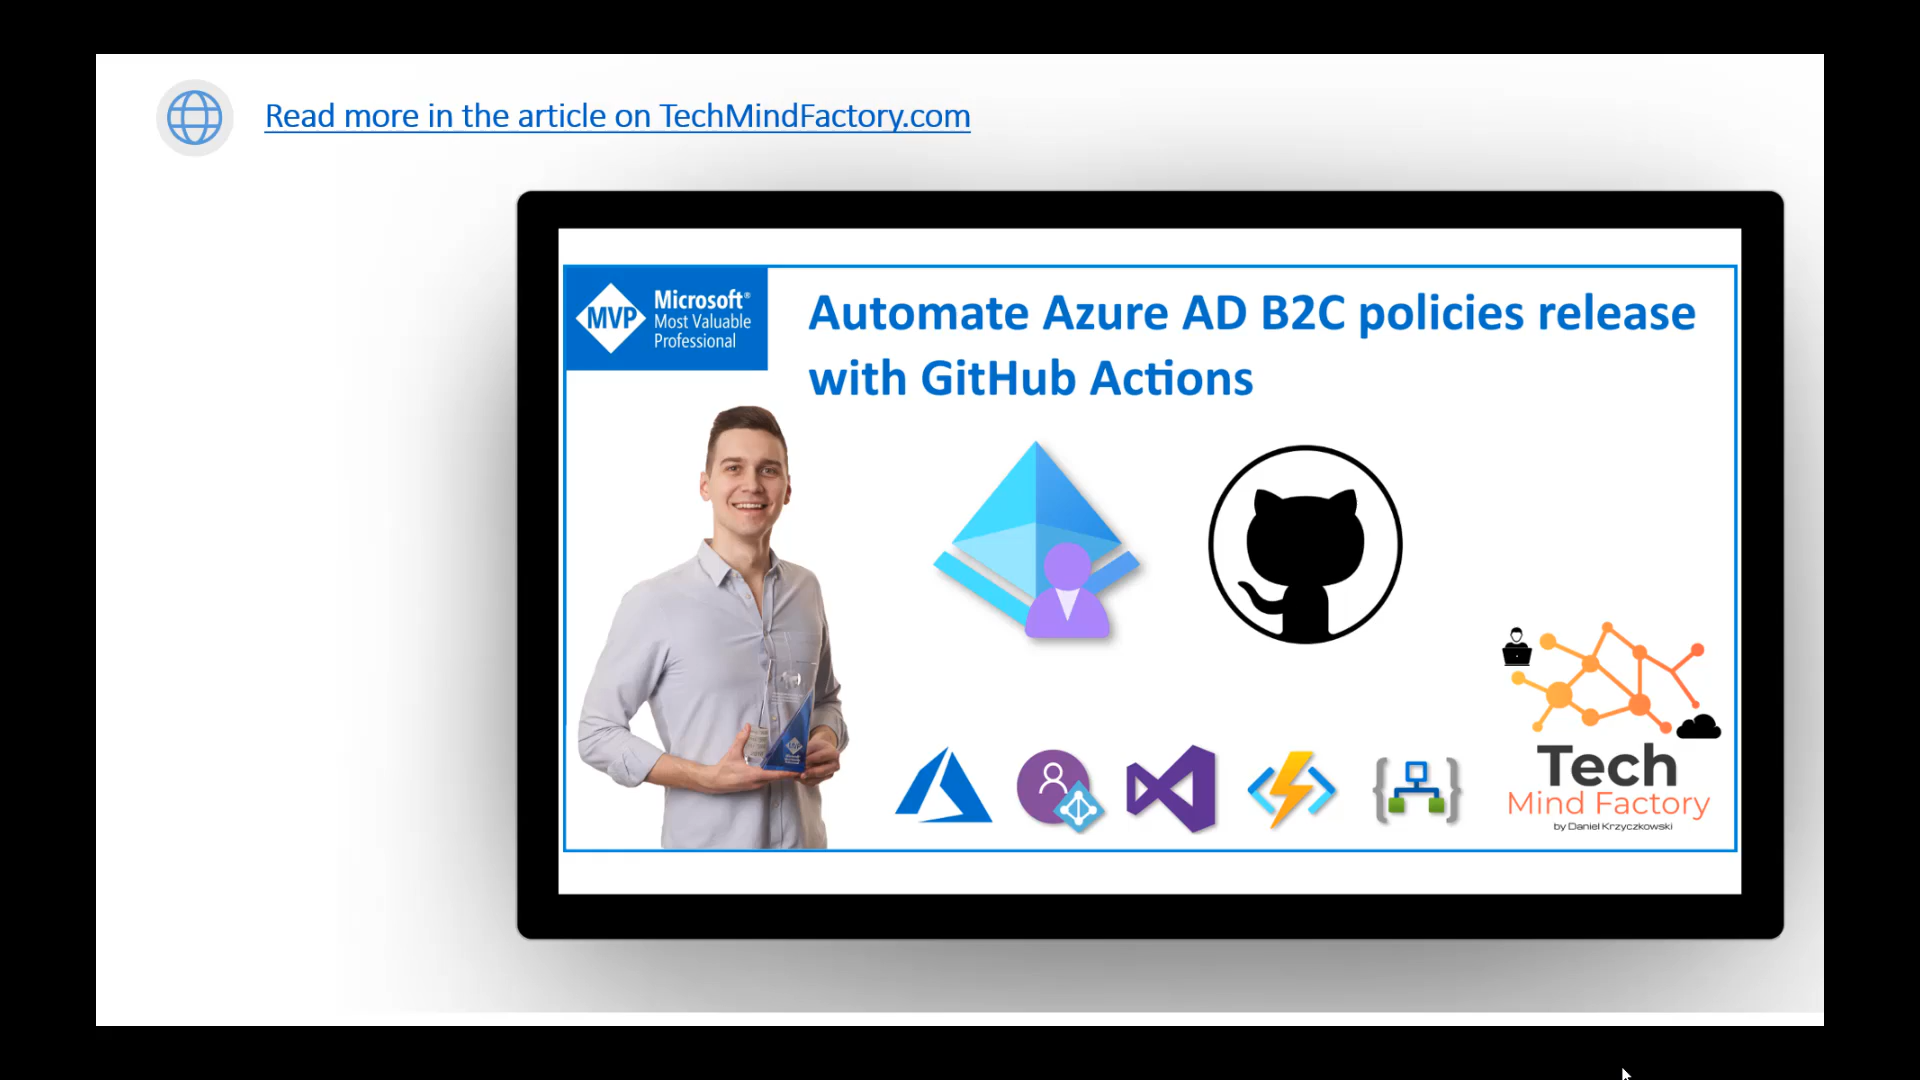 Read more in the article on TechMindFactory.com
MVP
Microsoft®
Most Valuable
Professional
Automate Azure AD B2C policies release
with GitHub Actions
Tech
Mind Factory
by Daniel Krzyczkowski